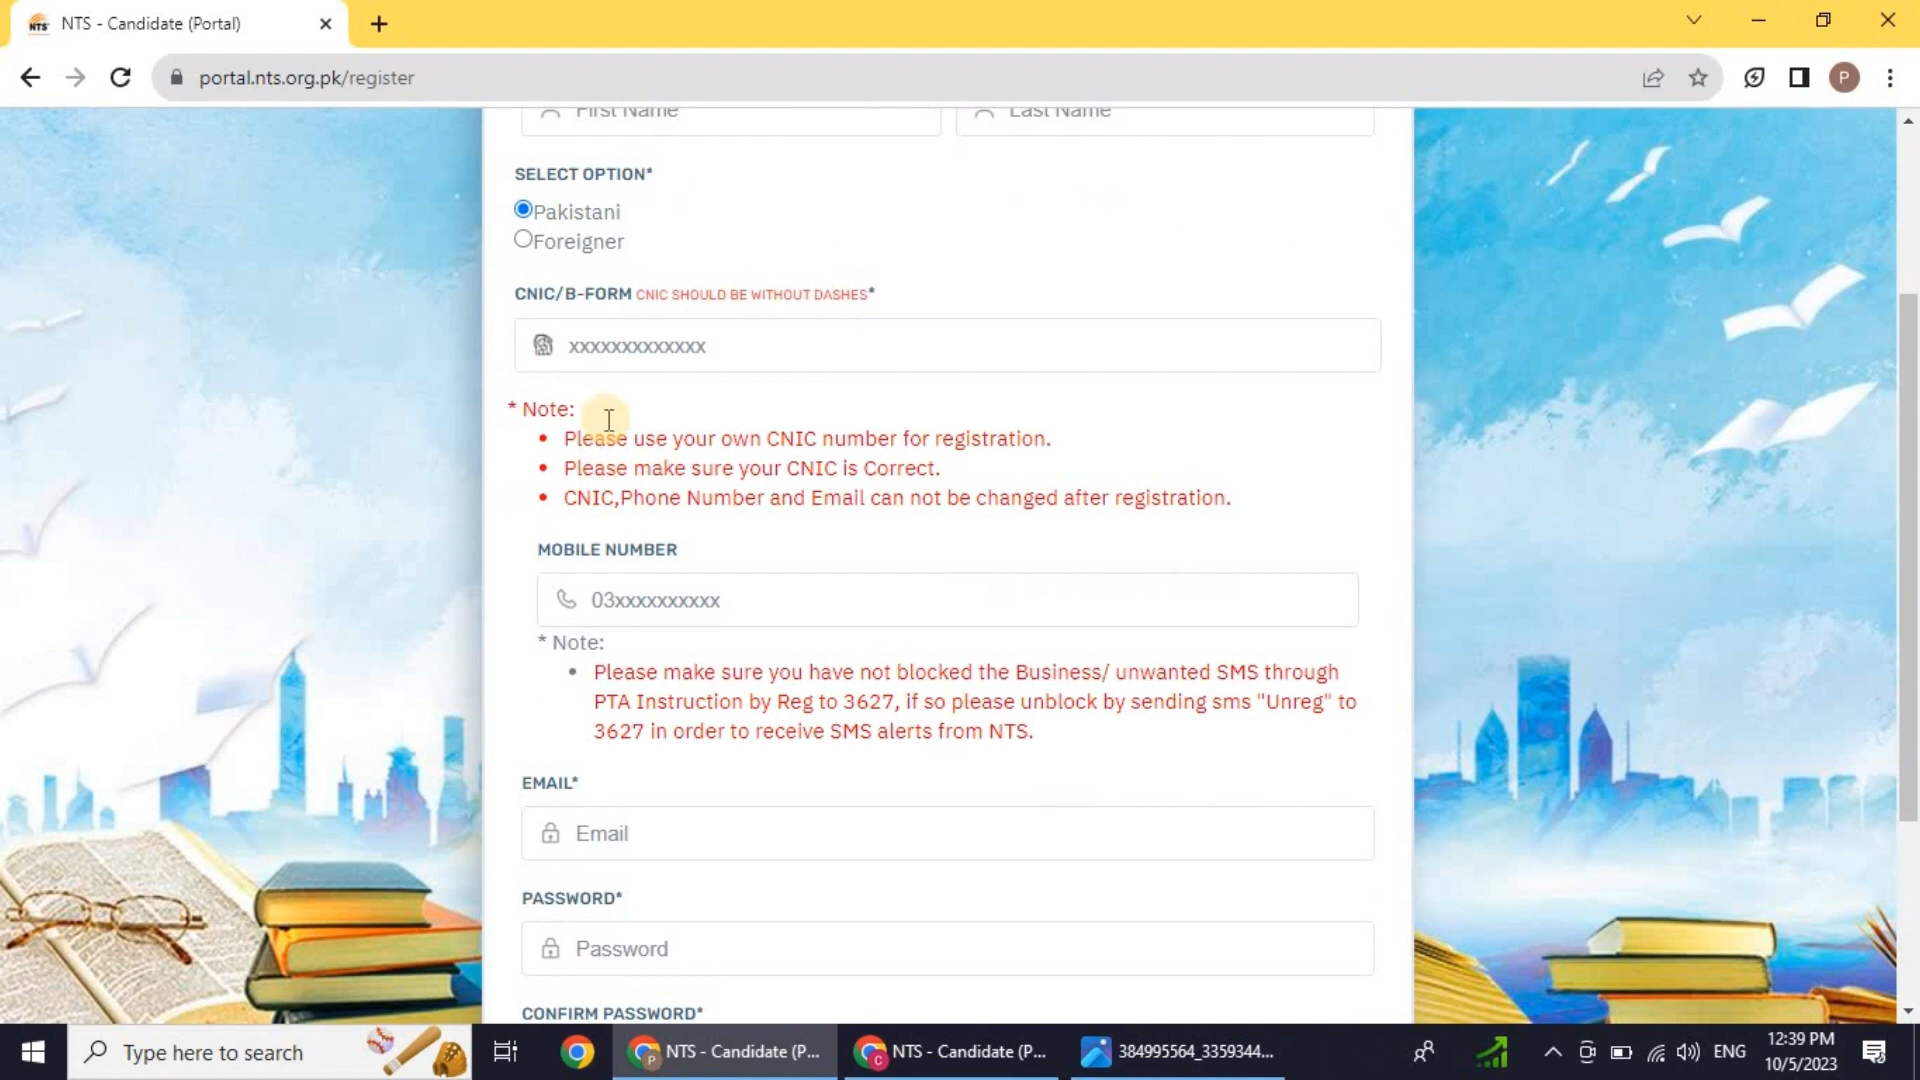 NTS
NTS - Candidate (Portal)
portal.nts.org.pk/register
P
First Name
Last Name
SELECT OPTION*
Pakistani
Foreigner
CNIC/B-FORM CNIC SHOULD BE WITHOUT DASHES*
xxxxxxxxxxxxx
* Note:
• Please use your own CNIC number for registration.
• Please make sure your CNIC is Correct.
• CNIC,Phone Number and Email can not be changed after registration.
MOBILE NUMBER
03xxxxxxxxxx
* Note:
• Please make sure you have not blocked the Business/ unwanted SMS through
PTA Instruction by Reg to 3627, if so please unblock by sending sms "Unreg" to
3627 in order to receive SMS alerts from NTS.
EMAIL*
Email
PASSWORD*
Password
CONFIRM PASSWORD*
Type here to search
P
NTS - Candidate (P...
C
NTS - Candidate (P...
384995564_3359344...
ENG
12:39 PM
10/5/2023